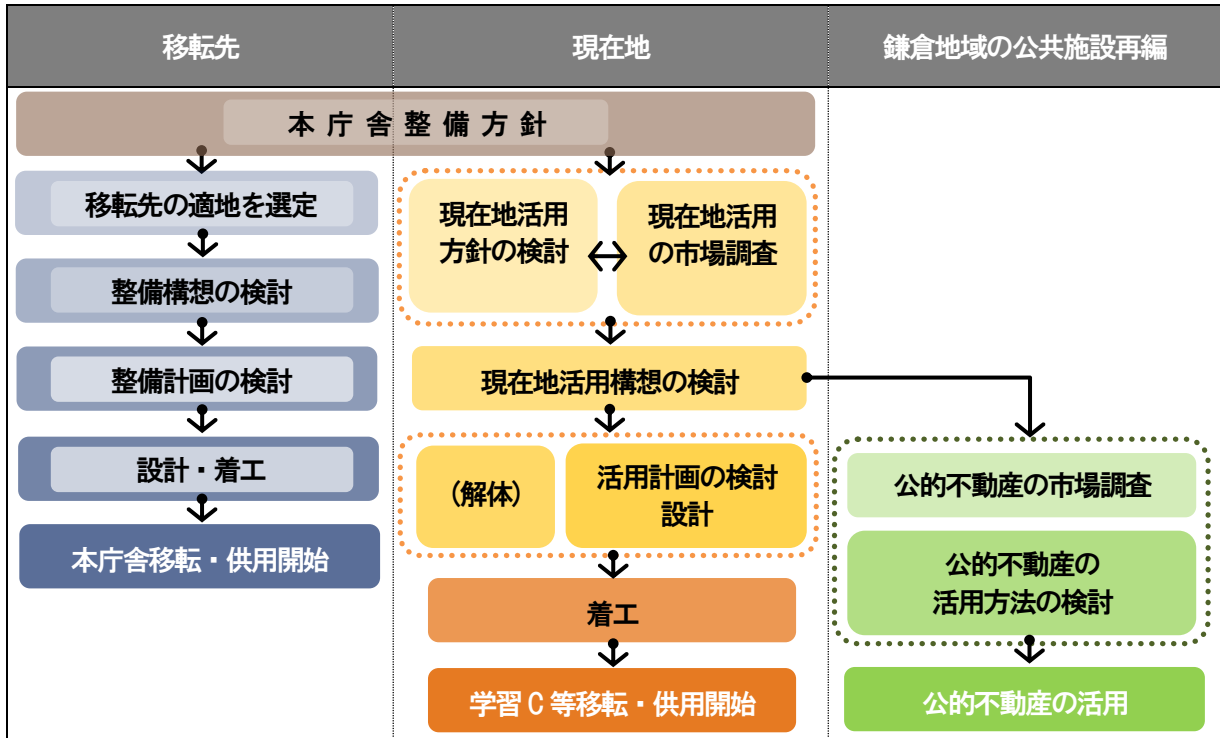 移転先
現在地
鎌倉地域の公共施設再編
本庁舎整備方針
移転先の適地を選定
整備構想の検討
整備計画の検討
設計・着工
本庁舎移転・供用開始
現在地活用
方針の検討
現在地活用
の市場調査
現在地活用構想の検討
(解体)
活用計画の検討
設計
着工
学習C等移転・供用開始
公的不動産の市場調査
公的不動産の
活用方法の検討
公的不動産の活用